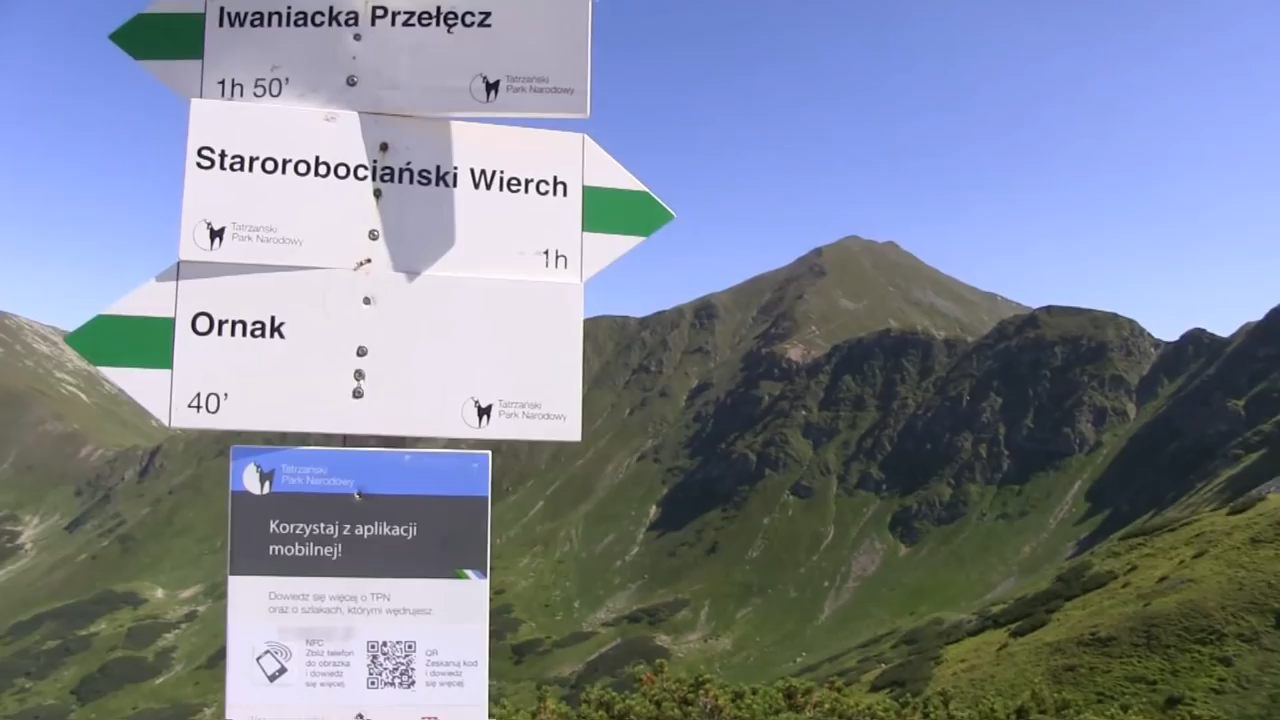 Iwaniacka Przełęcz
1h 50’
Tatrzański
Park Narodowy
Starorobociański Wierch
Tatrzański
Park Narodowy
1h
Ornak
40’
Tatrzański
Park Narodowy
Tatrzański
Park Narodowy
Korzystaj z aplikacji
mobilnej!
Dowiedz się więcej o TPN
oraz o szlakach, którymi wędrujesz:
NFC
Zbliż telefon
do obrazka
i dowiedz
się więcej
QR
Zeskanuj kod
i dowiedz
się więcej